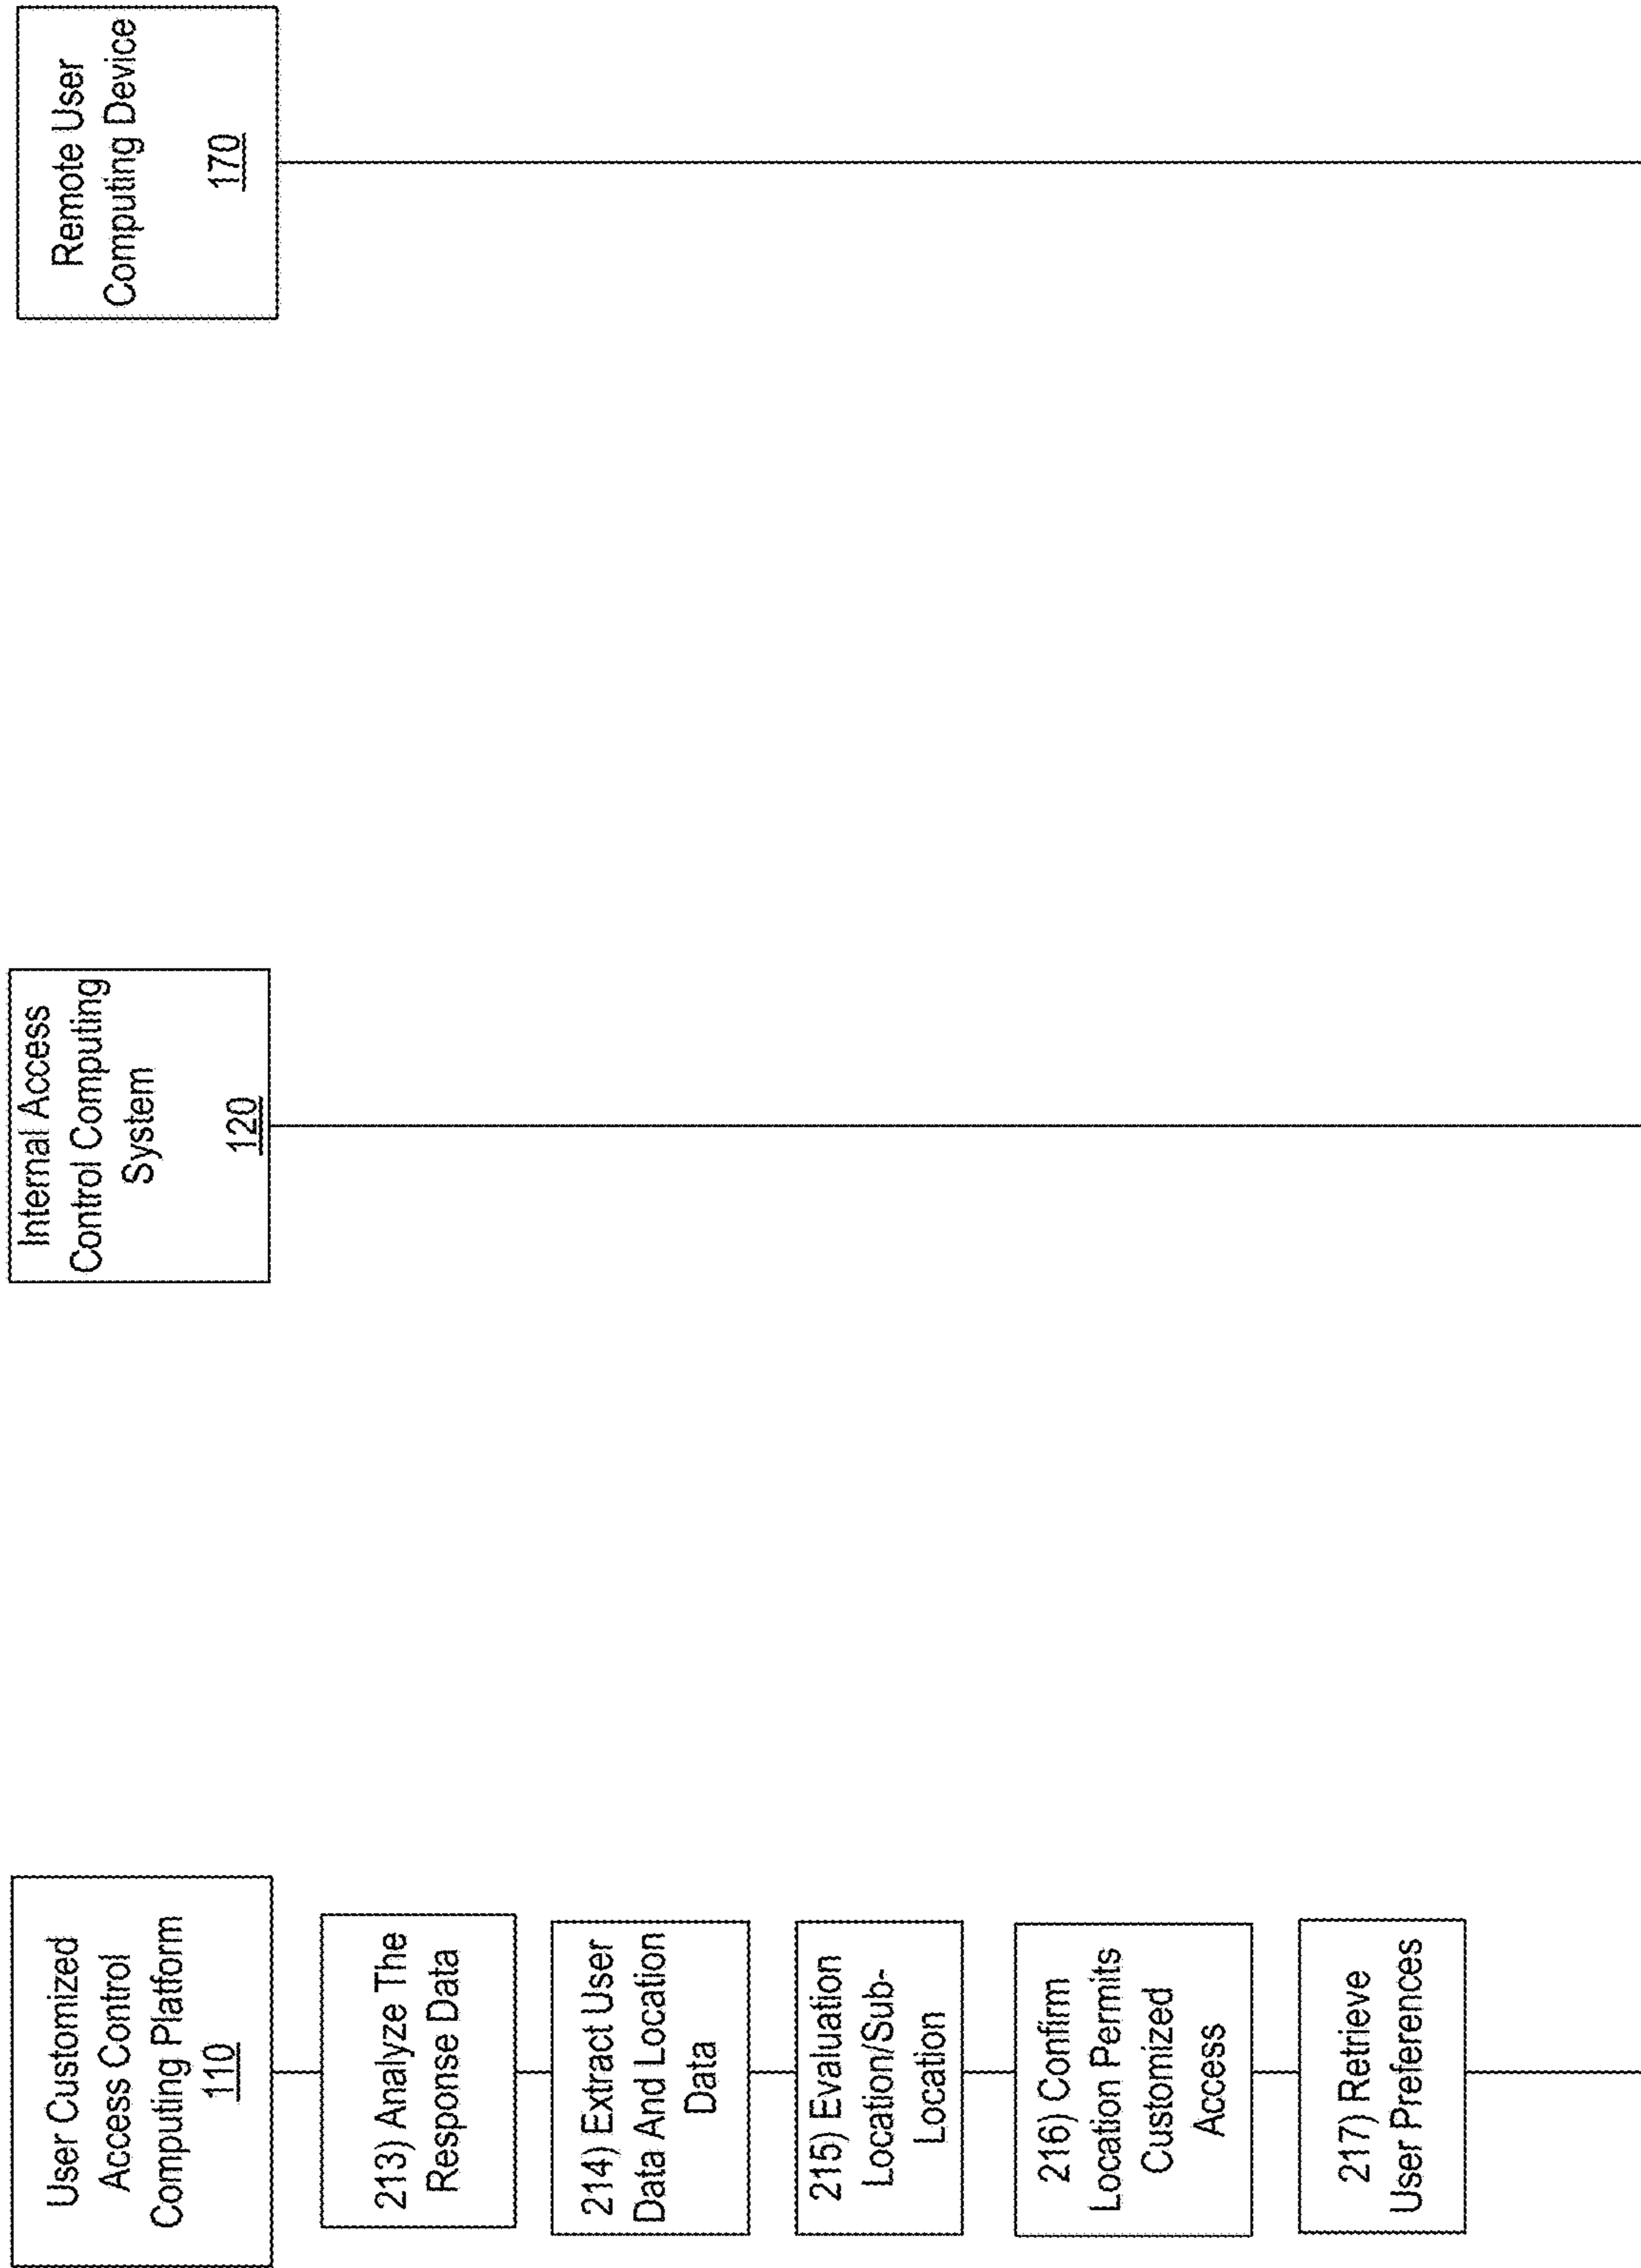 User Customized
Access Control
Computing Platform
110
Internal Access
Control Computing
System
120
Remote User
Computing Device
170
213) Analyze The
Response Data
214) Extract User
Data And Location
Data
215) Evaluation
Location/Sub-
Location
216) Confirm
Location Permits
Customized
Access
217) Retrieve
User Preferences